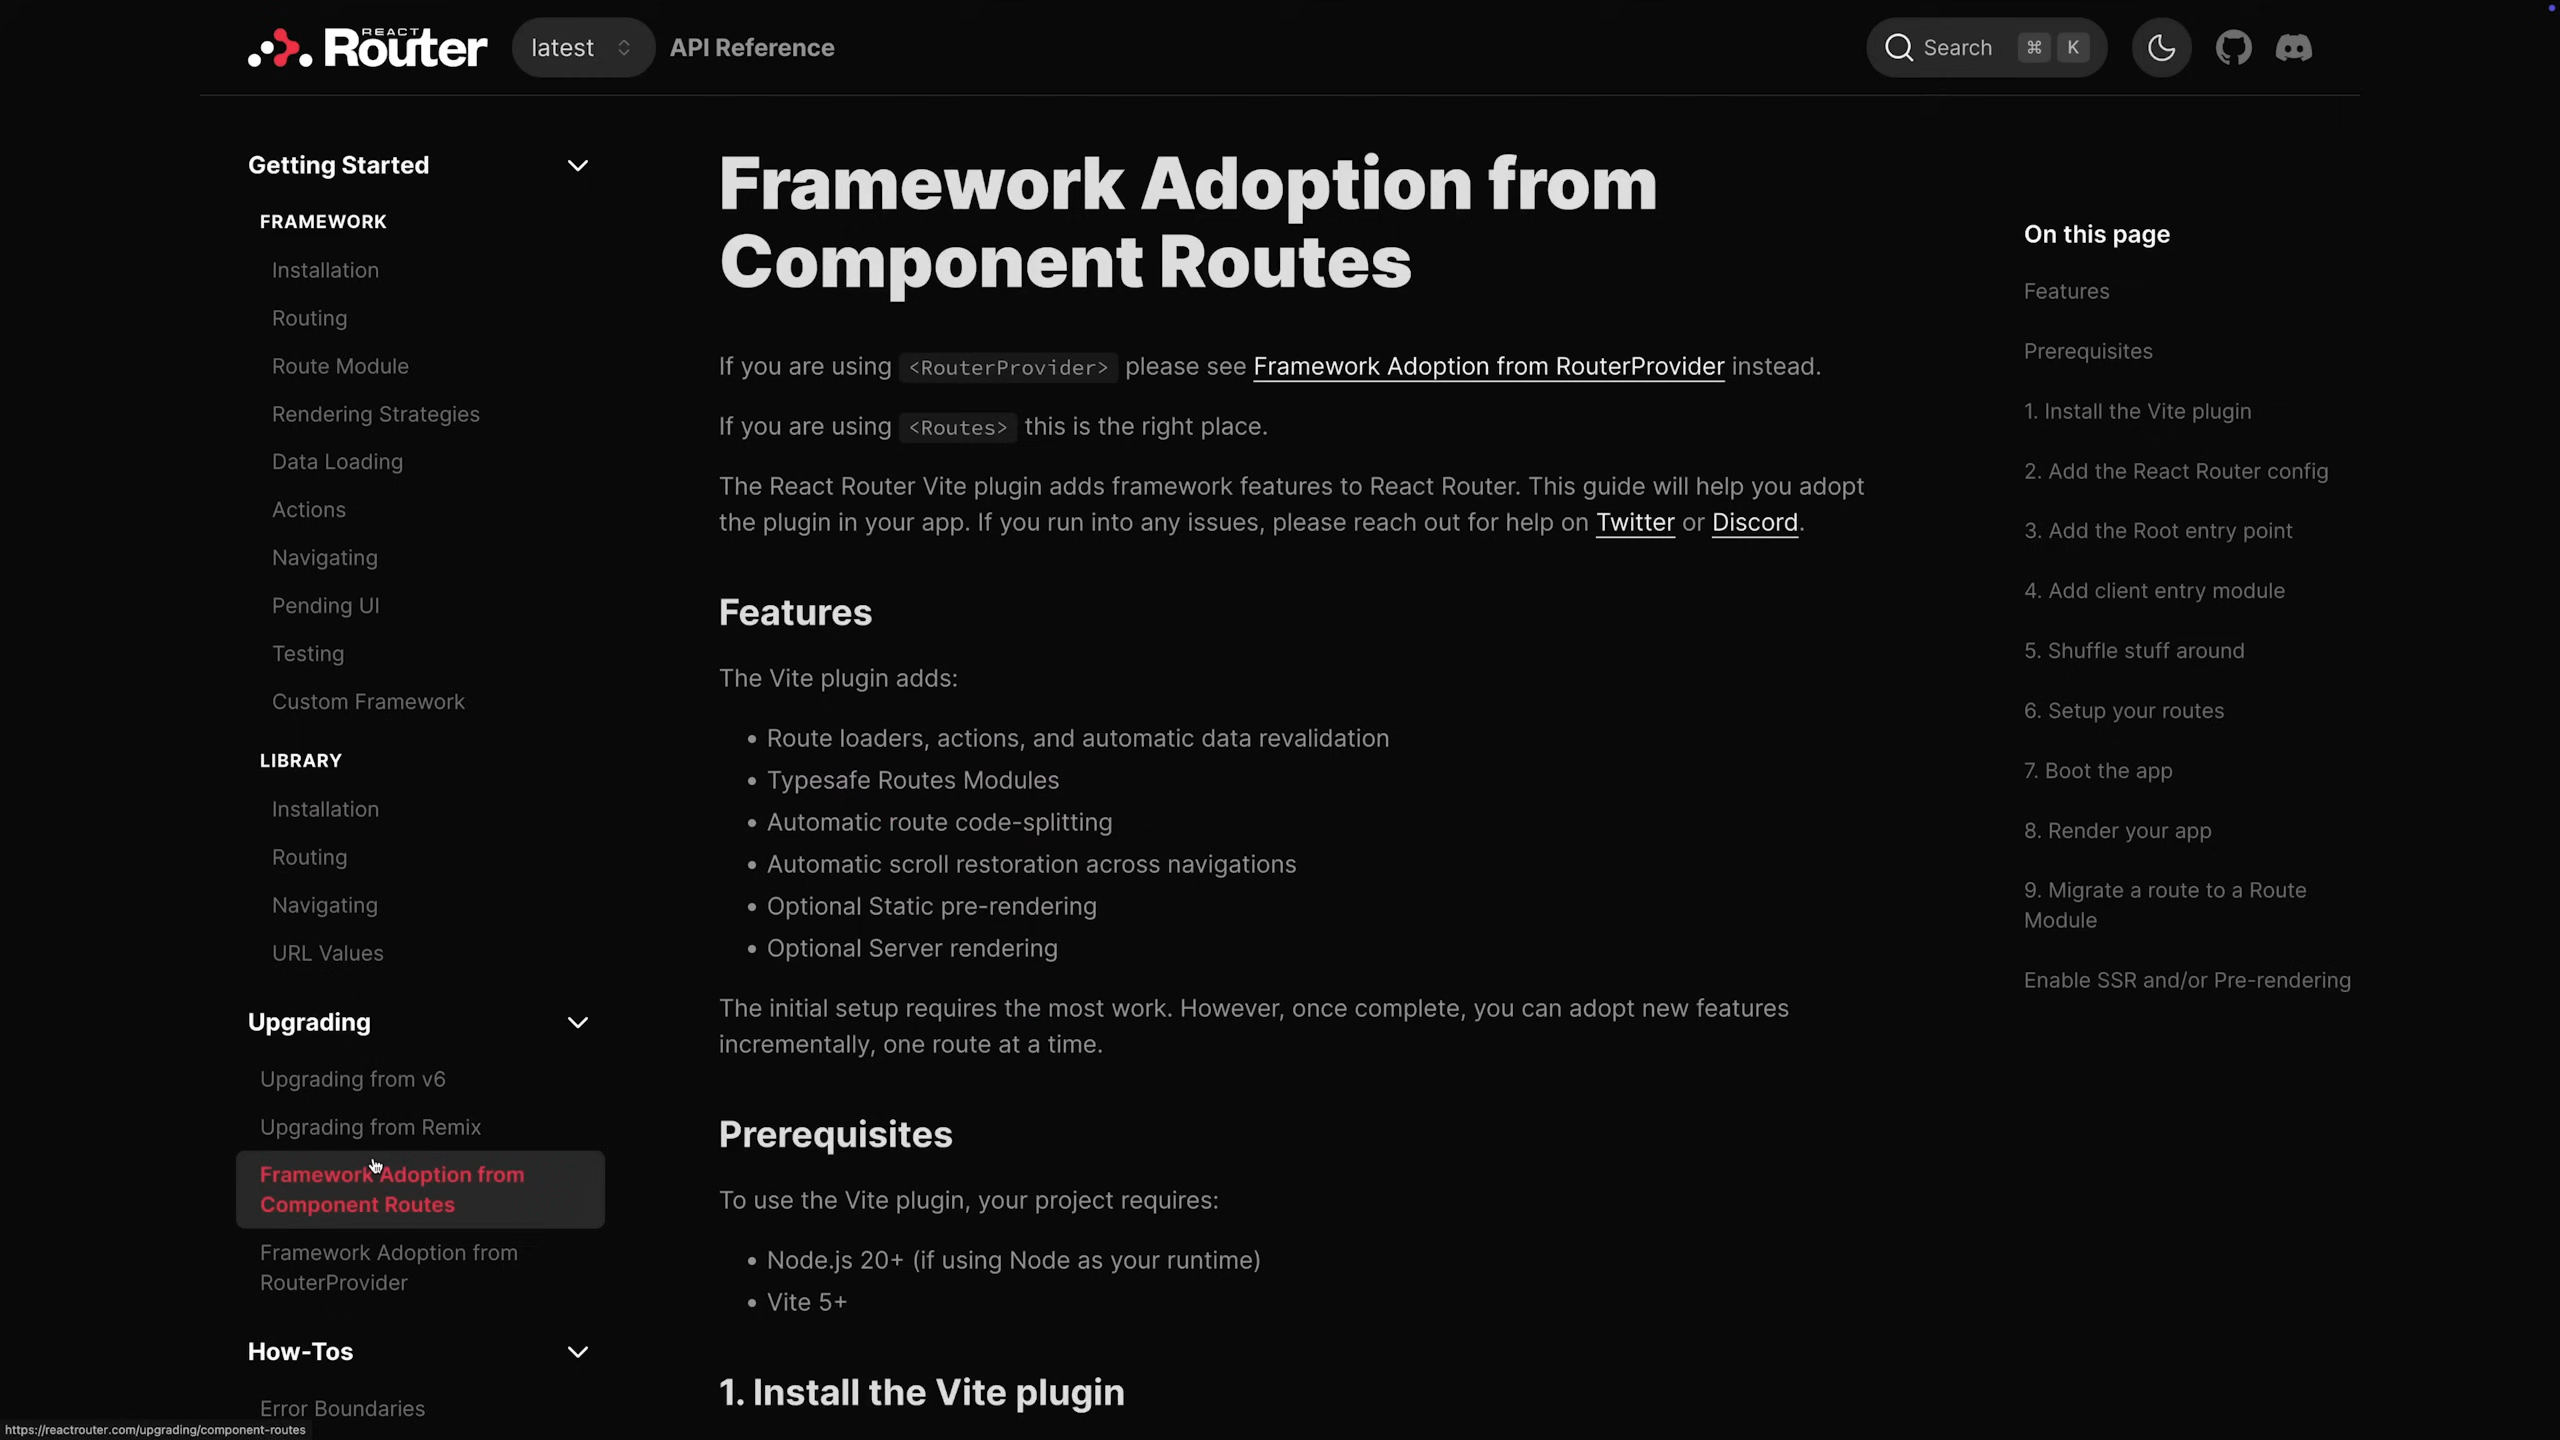 REACT
Router
latest
API Reference
Search ⌘ K
Getting Started
FRAMEWORK
Installation
Routing
Route Module
Rendering Strategies
Data Loading
Actions
Navigating
Pending UI
Testing
Custom Framework
LIBRARY
Installation
Routing
Navigating
URL Values
Upgrading
Upgrading from v6
Upgrading from Remix
Framework Adoption from
Component Routes
Framework Adoption from
RouterProvider
How-Tos
Error Boundaries
https://reactrouter.com/upgrading/component-routes
Framework Adoption from
Component Routes
If you are using <RouterProvider> please see Framework Adoption from RouterProvider instead.
If you are using <Routes> this is the right place.
The React Router Vite plugin adds framework features to React Router. This guide will help you adopt
the plugin in your app. If you run into any issues, please reach out for help on Twitter or Discord.
Features
The Vite plugin adds:
• Route loaders, actions, and automatic data revalidation
• Typesafe Routes Modules
• Automatic route code-splitting
• Automatic scroll restoration across navigations
• Optional Static pre-rendering
• Optional Server rendering
The initial setup requires the most work. However, once complete, you can adopt new features
incrementally, one route at a time.
Prerequisites
To use the Vite plugin, your project requires:
• Node.js 20+ (if using Node as your runtime)
• Vite 5+
1. Install the Vite plugin
On this page
Features
Prerequisites
1. Install the Vite plugin
2. Add the React Router config
3. Add the Root entry point
4. Add client entry module
5. Shuffle stuff around
6. Setup your routes
7. Boot the app
8. Render your app
9. Migrate a route to a Route
Module
Enable SSR and/or Pre-rendering